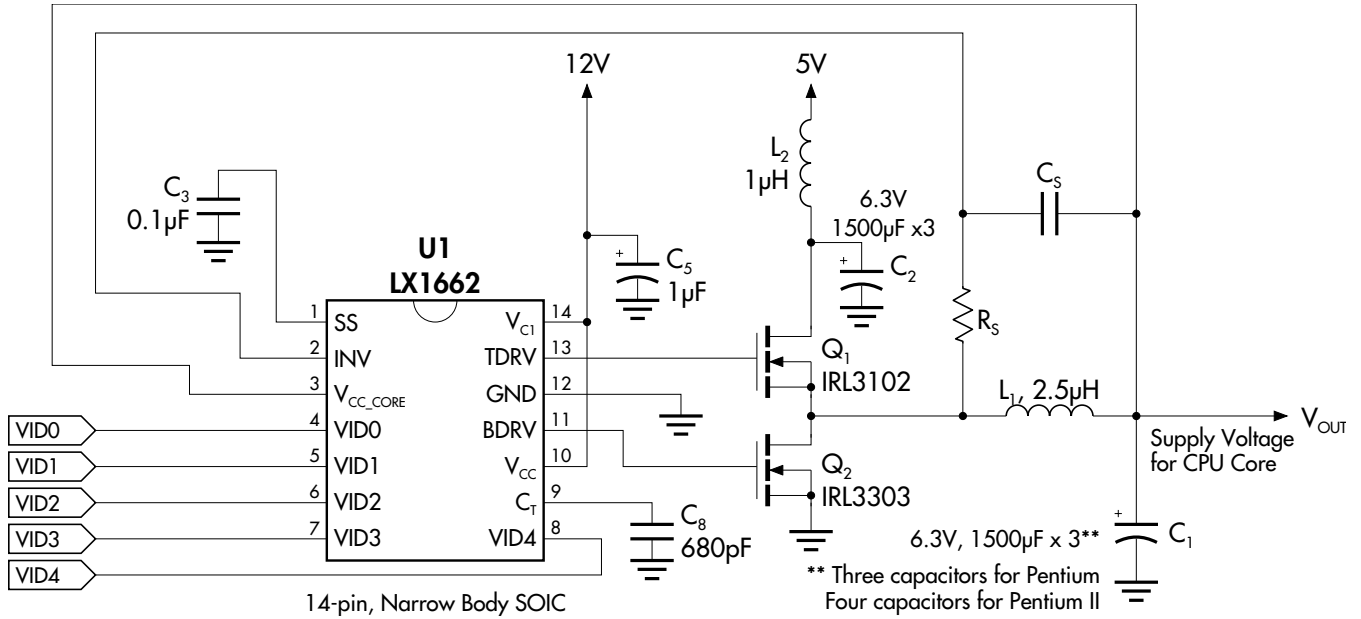 12V
5V
L2
1µH
CS
C3
0.1µF
6.3V
1500µF x3
U1
LX1662
C5
1µF
C2
1
SS
VC1
14
RS
2
INV
TDRV
13
Q1
IRL3102
3
VCC_CORE
GND
12
L1, 2.5µH
VID0
4
VID0
BDRV
11
VOUT
Supply Voltage
for CPU Core
VID1
5
VID1
VCC
10
Q2
IRL3303
VID2
6
VID2
CT
9
VID3
7
VID3
VID4
8
C8
680pF
6.3V, 1500µF x 3**
C1
VID4
** Three capacitors for Pentium
Four capacitors for Pentium II
14-pin, Narrow Body SOIC
+
+
+